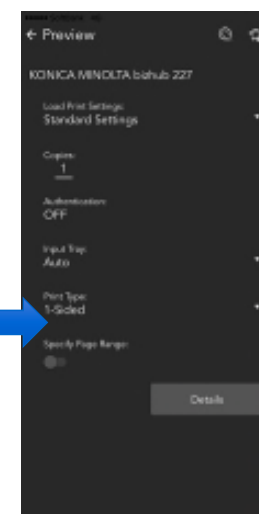 Preview
KONICA MINOLTA bizhub 227
Load Print Settings:
Standard Settings
Copies:
1
Authentication:
OFF
Input Tray:
Auto
Print Type:
1-Sided
Specify Page Range:
Details